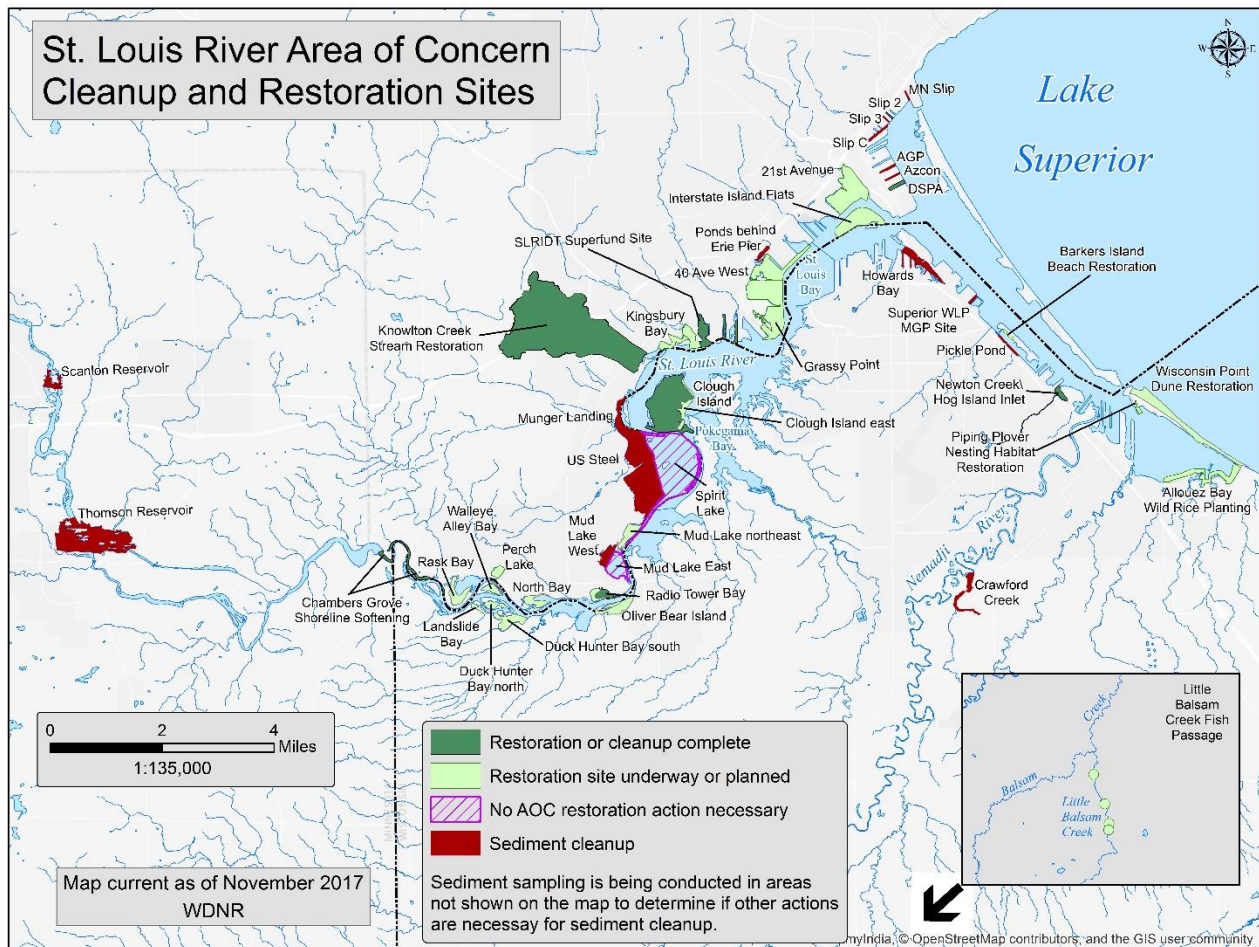 St. Louis River Area of Concern
Cleanup and Restoration Sites
N
W
E
S
Lake
Superior
MN Slip
Slip 2
Slip 3
Slip C
AGP
Azcon
DSPA
21st Avenue
Interstate Island Flats
SLRIDT Superfund Site
Ponds behind
Erie Pier
40 Ave West
St
Louis
Bay
Howards
Bay
Barkers Island
Beach Restoration
Knowlton Creek
Stream Restoration
Kingsbury
Bay
St. Louis River
Grassy Point
Superior WLP
MGP Site
Pickle Pond
Wisconsin Point
Dune Restoration
Scanlon Reservoir
Munger Landing
Clough
Island
Clough Island east
Pokegama
Bay
Newton Creek\
Hog Island Inlet
Piping Plover
Nesting Habitat
Restoration
US Steel
Spirit
Lake
Allouez Bay
Wild Rice Planting
Thomson Reservoir
Walleye
Alley Bay
Mud
Lake
West
Mud Lake northeast
Perch
Lake
Rask Bay
Mud Lake East
North Bay
Radio Tower Bay
Nemadji River
Crawford
Creek
Chambers Grove
Shoreline Softening
Landslide
Bay
Oliver Bear Island
Duck Hunter Bay south
Duck Hunter
Bay north
Little
Balsam
Creek Fish
Passage
Creek
Balsam
Little
Balsam
Creek
0 2 4
Miles
1:135,000
Restoration or cleanup complete
Restoration site underway or planned
No AOC restoration action necessary
Sediment cleanup
Sediment sampling is being conducted in areas
not shown on the map to determine if other actions
are necessay for sediment cleanup.
Map current as of November 2017
WDNR
myIndia, © OpenStreetMap contributors, and the GIS user community